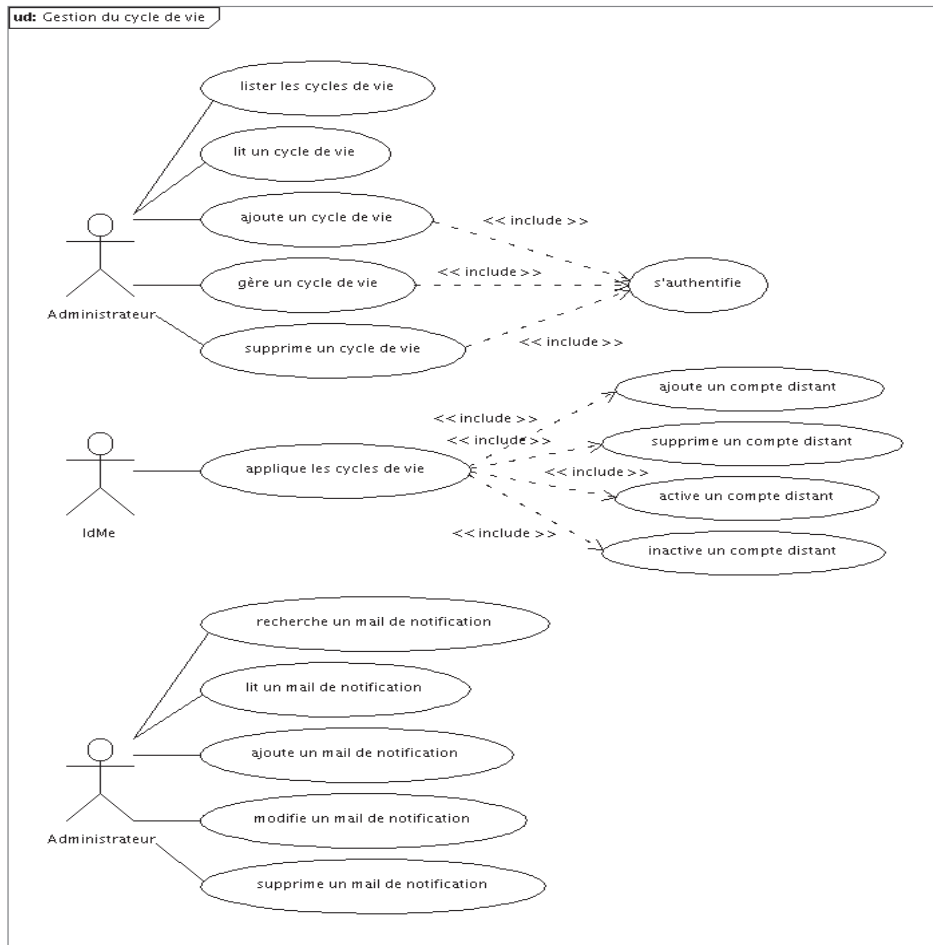 ud: Gestion du cycle de vie
lister les cycles de vie
lit un cycle de vie
ajoute un cycle de vie
<< include >>
gère un cycle de vie
<< include >>
s'authentifie
Administrateur
supprime un cycle de vie
<< include >>
ajoute un compte distant
<< include >>
<< include >>
supprime un compte distant
applique les cycles de vie
<< include >>
active un compte distant
IdMe
<< include >>
inactive un compte distant
recherche un mail de notification
lit un mail de notification
ajoute un mail de notification
modifie un mail de notification
Administrateur
supprime un mail de notification